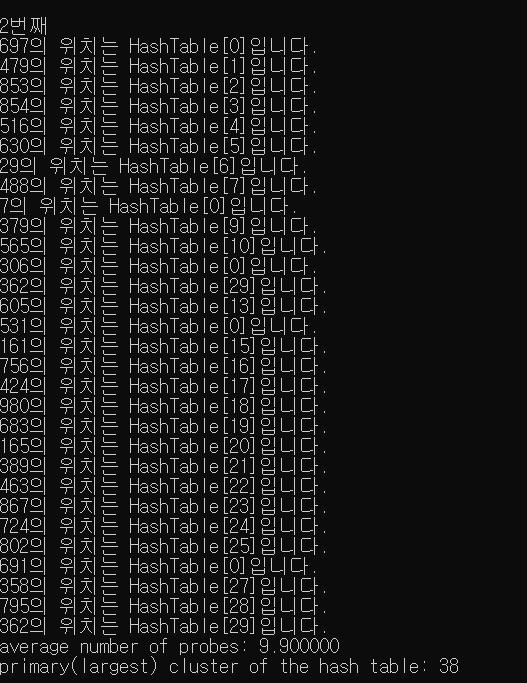 2번째
697의 위치는 HashTable[0]입니다.
479의 위치는 HashTable[1]입니다.
853의 위치는 HashTable[2]입니다.
854의 위치는 HashTable[3]입니다.
516의 위치는 HashTable[4]입니다.
630의 위치는 HashTable[5]입니다.
29의 위치는 HashTable[6]입니다.
488의 위치는 HashTable[7]입니다.
7의 위치는 HashTable[0]입니다.
379의 위치는 HashTable[9]입니다.
565의 위치는 HashTable[10]입니다.
306의 위치는 HashTable[0]입니다.
362의 위치는 HashTable[29]입니다.
605의 위치는 HashTable[13]입니다.
531의 위치는 HashTable[0]입니다.
161의 위치는 HashTable[15]입니다.
756의 위치는 HashTable[16]입니다.
424의 위치는 HashTable[17]입니다.
980의 위치는 HashTable[18]입니다.
683의 위치는 HashTable[19]입니다.
165의 위치는 HashTable[20]입니다.
389의 위치는 HashTable[21]입니다.
463의 위치는 HashTable[22]입니다.
867의 위치는 HashTable[23]입니다.
724의 위치는 HashTable[24]입니다.
802의 위치는 HashTable[25]입니다.
691의 위치는 HashTable[0]입니다.
358의 위치는 HashTable[27]입니다.
795의 위치는 HashTable[28]입니다.
362의 위치는 HashTable[29]입니다.
average number of probes: 9.900000
primary(largest) cluster of the hash table: 38